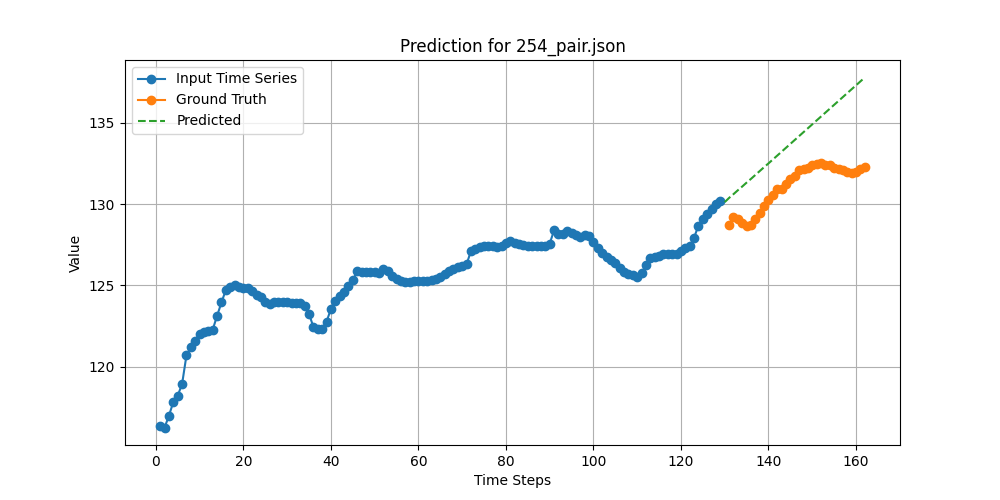 Prediction for 254_pair.json
Input Time Series
Ground Truth
Predicted
Value
135
130
125
120
0 20 40 60 80 100 120 140 160
Time Steps